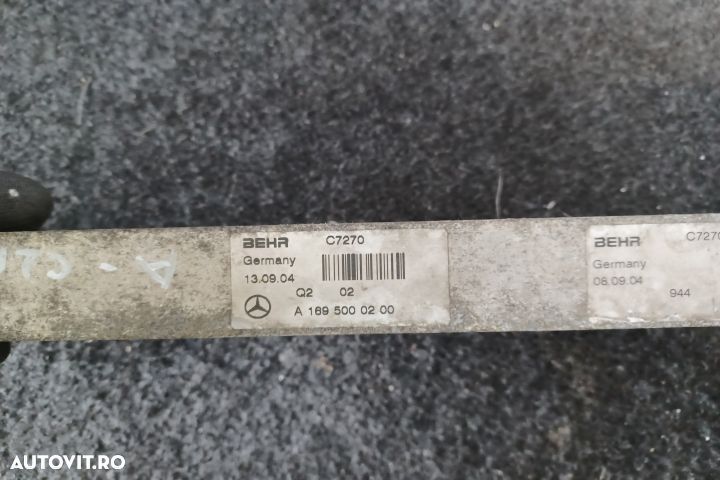 BEHR C7270
Germany
13.09.04
Q2 02
A 169 500 02 00
BEHR C7270
Germany
08.09.04
944
AUTOVIT.RO